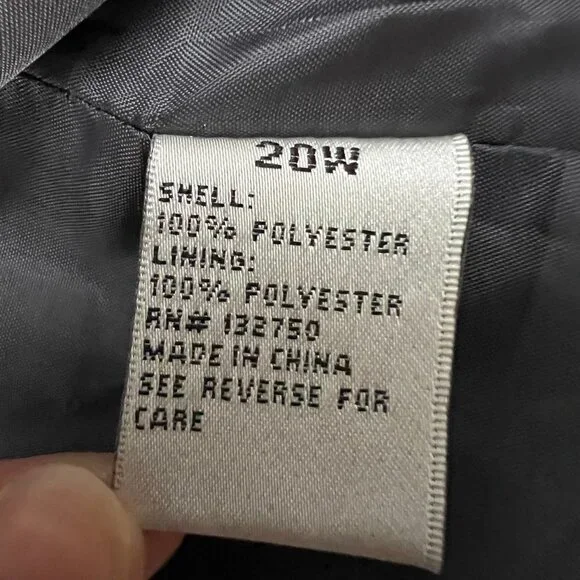 20W
SHELL:
100% POLYESTER
LINING:
100% POLYESTER
RN# 132750
MADE IN CHINA
SEE REVERSE FOR
CARE